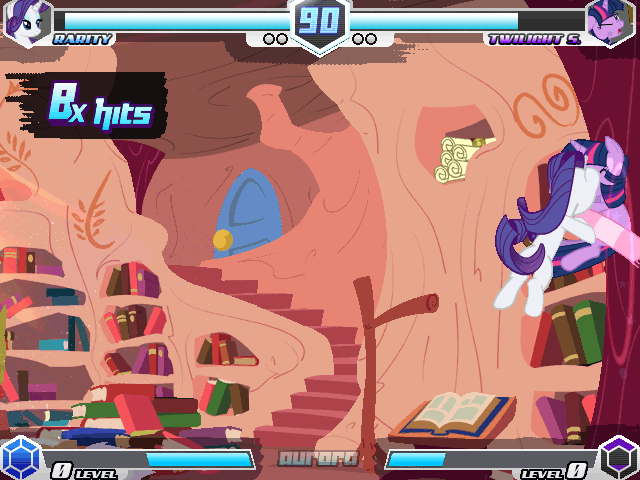 90
RARITY
TWILIGHT S.
8x hits
0 LEVEL
aurora
LEVEL 0